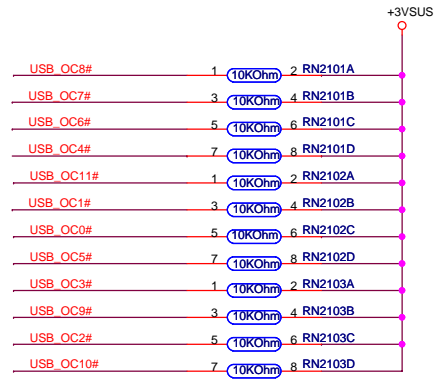 +3VSUS
USB_OC8# 1 10KOhm 2 RN2101A
USB_OC7# 3 10KOhm 4 RN2101B
USB_OC6# 5 10KOhm 6 RN2101C
USB_OC4# 7 10KOhm 8 RN2101D
USB_OC11# 1 10KOhm 2 RN2102A
USB_OC1# 3 10KOhm 4 RN2102B
USB_OC0# 5 10KOhm 6 RN2102C
USB_OC5# 7 10KOhm 8 RN2102D
USB_OC3# 1 10KOhm 2 RN2103A
USB_OC9# 3 10KOhm 4 RN2103B
USB_OC2# 5 10KOhm 6 RN2103C
USB_OC10# 7 10KOhm 8 RN2103D